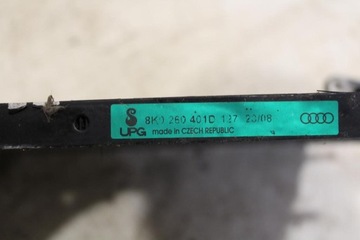 8K0 260 401D 137 23/08
UPG made in CZECH REPUBLIC